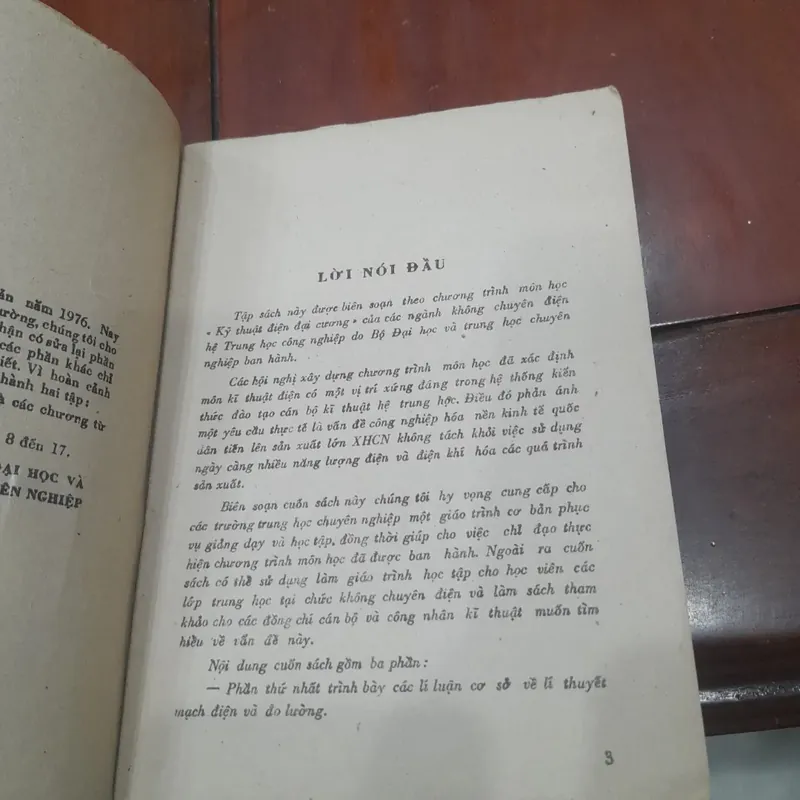 ản năm 1976. Nay
ường, chúng tôi cho
hận có sửa lại phần
các phần khác chỉ
iết. Vì hoàn cảnh
hành hai tập:
à các chương từ
8 đến 17.
ĐẠI HỌC VÀ
ÊN NGHIỆP
LỜI NÓI ĐẦU
Tập sách này được biên soạn theo chương trình món học
« Kỹ thuật điện đại cương » của các ngành không chuyên điện
hệ Trung học công nghiệp do Bộ Đại học và trung học chuyên
nghiệp ban hành.
Các hội nghị xây dựng chương trình môn học đã xác định
môn kĩ thuật điện có một vị trí xứng đáng trong hệ thống kiến
thức đào tạo cán bộ kĩ thuật hệ trung học. Điều đó phản ánh
một yêu cầu thực tế là vấn đề công nghiệp hóa nền kinh tế quốc
dân tiến lên sản xuất lớn XHCN không tách khỏi việc sử dụng
ngày càng nhiều năng lượng điện và điện khí hóa các quá trình
sản xuất.
Biên soạn cuốn sách này chúng tôi hy vọng cung cấp cho
các trường trung học chuyên nghiệp một giáo trình cơ bản phục
vụ giảng dạy và học tập, đồng thời giúp cho việc chỉ đạo thực
hiện chương trình môn học đã được ban hành. Ngoài ra cuốn
sách có thể sử dụng làm giáo trình học tập cho học viên các
lớp trung học tại chức không chuyên điện và làm sách tham
khảo cho các đồng chí cán bộ và công nhân kĩ thuật muốn tìm
hiểu về vấn đề này.
Nội dung cuốn sách gồm ba phần :
— Phần thứ nhất trình bày các lí luận cơ sở về lí thuyết
mạch điện và đo lường.
3